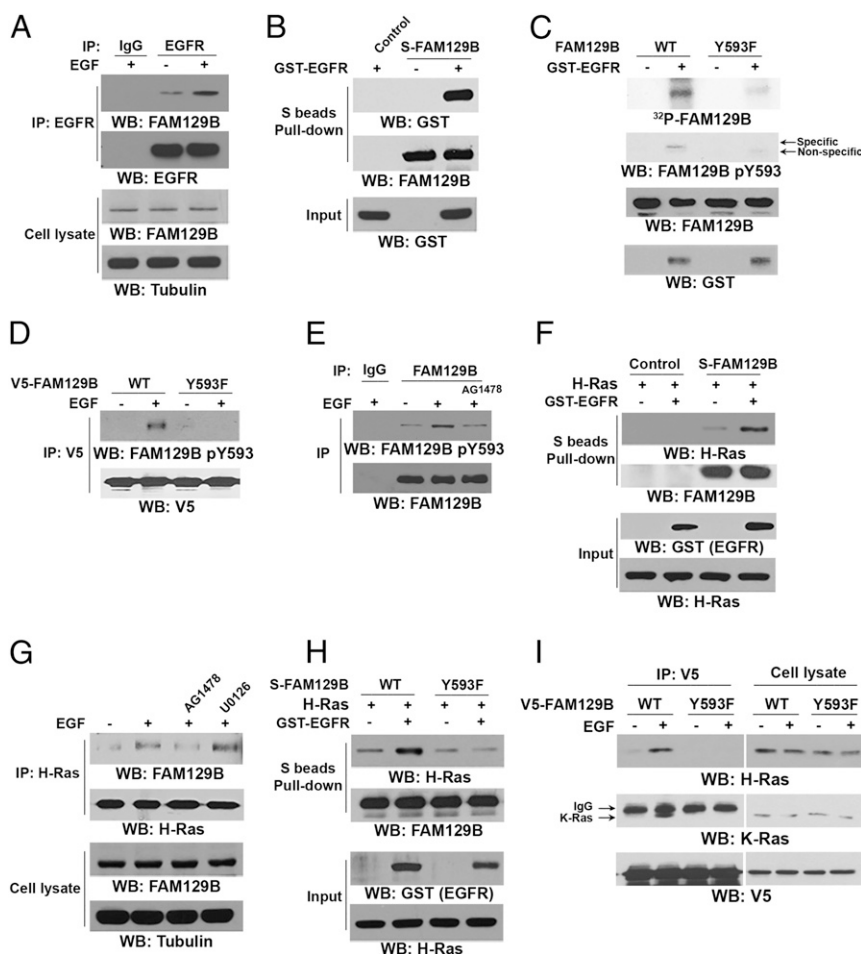 A
IP: IgG EGFR
EGF + - +
IP: EGFR
WB: FAM129B
WB: EGFR
Cell lysate
WB: FAM129B
WB: Tubulin
B
Control S-FAM129B
GST-EGFR + - +
S beads
Pull-down
WB: GST
WB: FAM129B
Input
WB: GST
C
FAM129B WT Y593F
GST-EGFR - + - +
32P-FAM129B
Specific
Non-specific
WB: FAM129B pY593
WB: FAM129B
WB: GST
D
V5-FAM129B WT Y593F
EGF - + - +
IP: V5
WB: FAM129B pY593
WB: V5
E
IP: IgG FAM129B
AG1478
EGF + - + +
IP
WB: FAM129B pY593
WB: FAM129B
F
Control S-FAM129B
H-Ras + + + +
GST-EGFR - + - +
S beads
Pull-down
WB: H-Ras
WB: FAM129B
Input
WB: GST (EGFR)
WB: H-Ras
G
AG1478 U0126
EGF - + + +
IP: H-Ras
WB: FAM129B
WB: H-Ras
Cell lysate
WB: FAM129B
WB: Tubulin
H
S-FAM129B WT Y593F
H-Ras + + + +
GST-EGFR - + - +
S beads
Pull-down
WB: H-Ras
WB: FAM129B
Input
WB: GST (EGFR)
WB: H-Ras
I
IP: V5 Cell lysate
V5-FAM129B WT Y593F WT Y593F
EGF - + - + - + - +
WB: H-Ras
IgG
K-Ras
WB: K-Ras
WB: V5